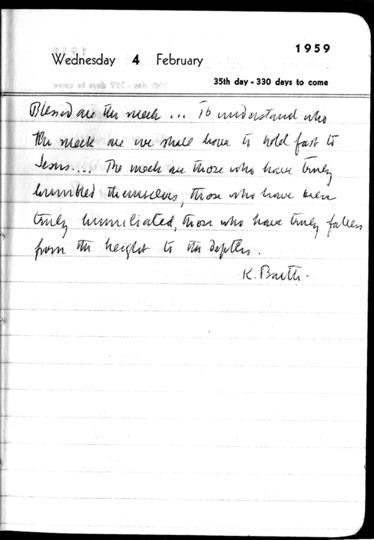 1959
Wednesday 4 February
35th day - 330 days to come
Blessed are the meek ... To understand who
the meek are we shall have to hold fast to
Jesus.... The meek are those who have truly
humbled themselves, those who have been
truly humiliated, those who have truly fallen
from the height to the depths.
K. Barth.